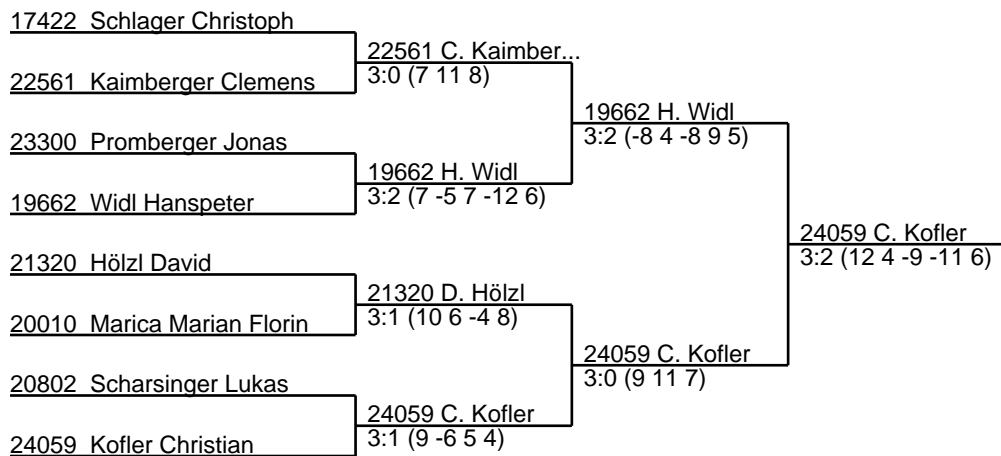 17422 Schlager Christoph
22561 C. Kaimber...
3:0 (7 11 8)
22561 Kaimberger Clemens
19662 H. Widl
3:2 (-8 4 -8 9 5)
23300 Promberger Jonas
19662 H. Widl
3:2 (7 -5 7 -12 6)
19662 Widl Hanspeter
24059 C. Kofler
3:2 (12 4 -9 -11 6)
21320 Hölzl David
21320 D. Hölzl
3:1 (10 6 -4 8)
20010 Marica Marian Florin
24059 C. Kofler
3:0 (9 11 7)
20802 Scharsinger Lukas
24059 C. Kofler
3:1 (9 -6 5 4)
24059 Kofler Christian